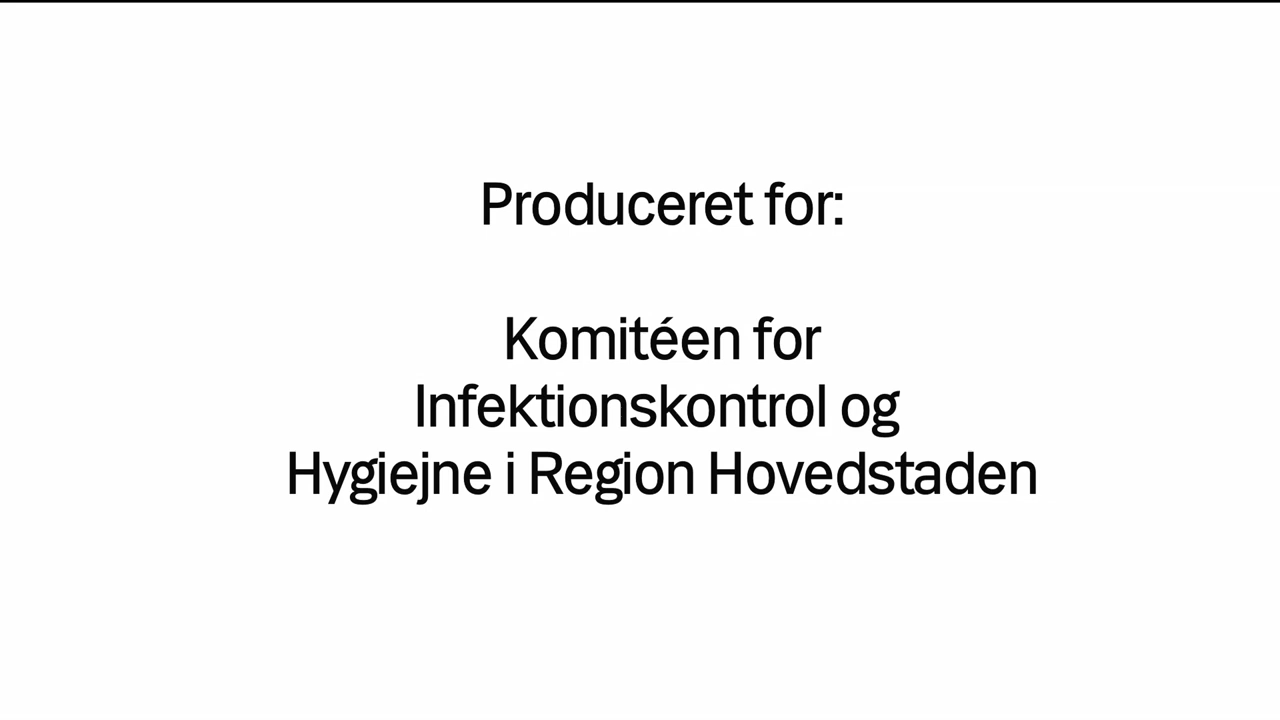 Produceret for:
Komitéen for
Infektionskontrol og
Hygiejne i Region Hovedstaden